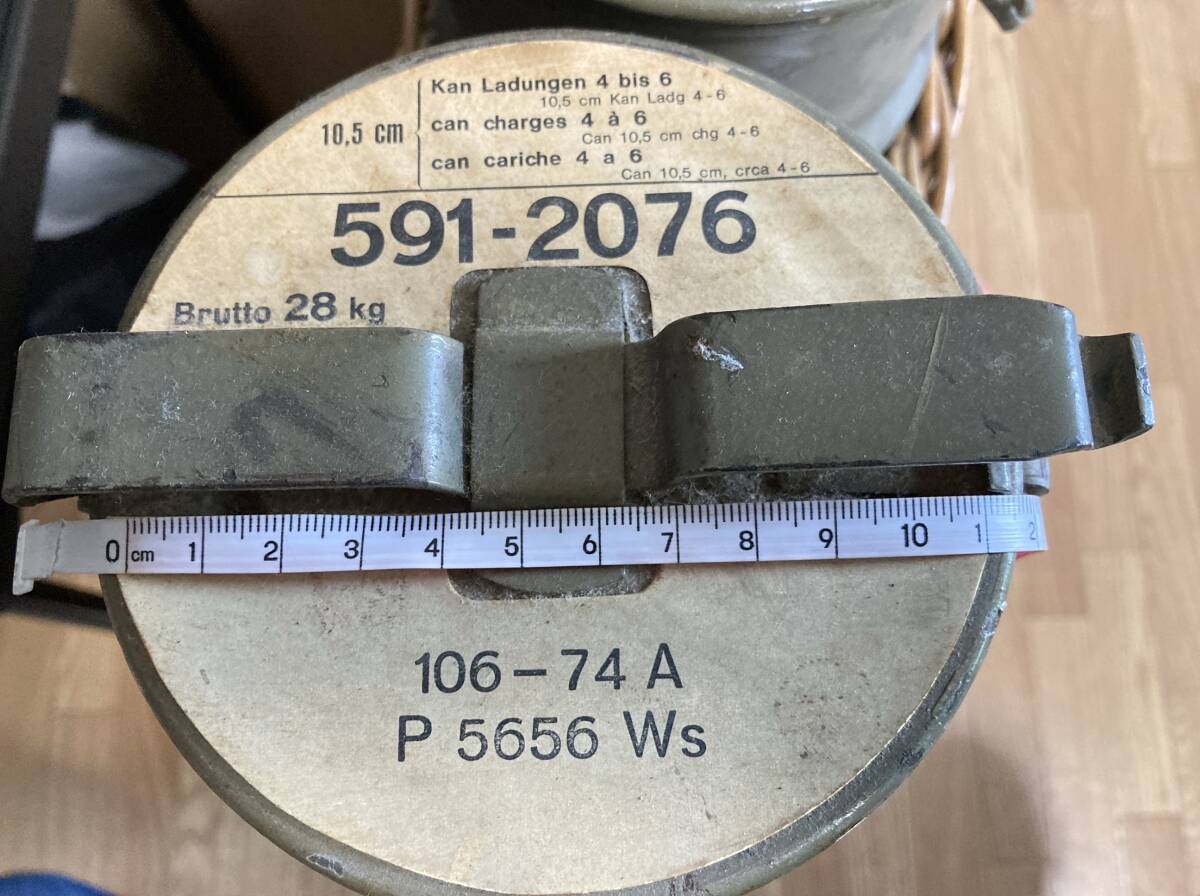 Kan Ladungen 4 bis 6
10,5 cm Kan Ladg 4-6
10,5 cm
can charges 4 à 6
Can 10,5 cm chg 4-6
can cariche 4 a 6
Can 10,5 cm, crca 4-6
591-2076
Brutto 28 kg
0 cm 1 2 3 4 5 6 7 8 9 10 1 2
106-74 A
P 5656 Ws